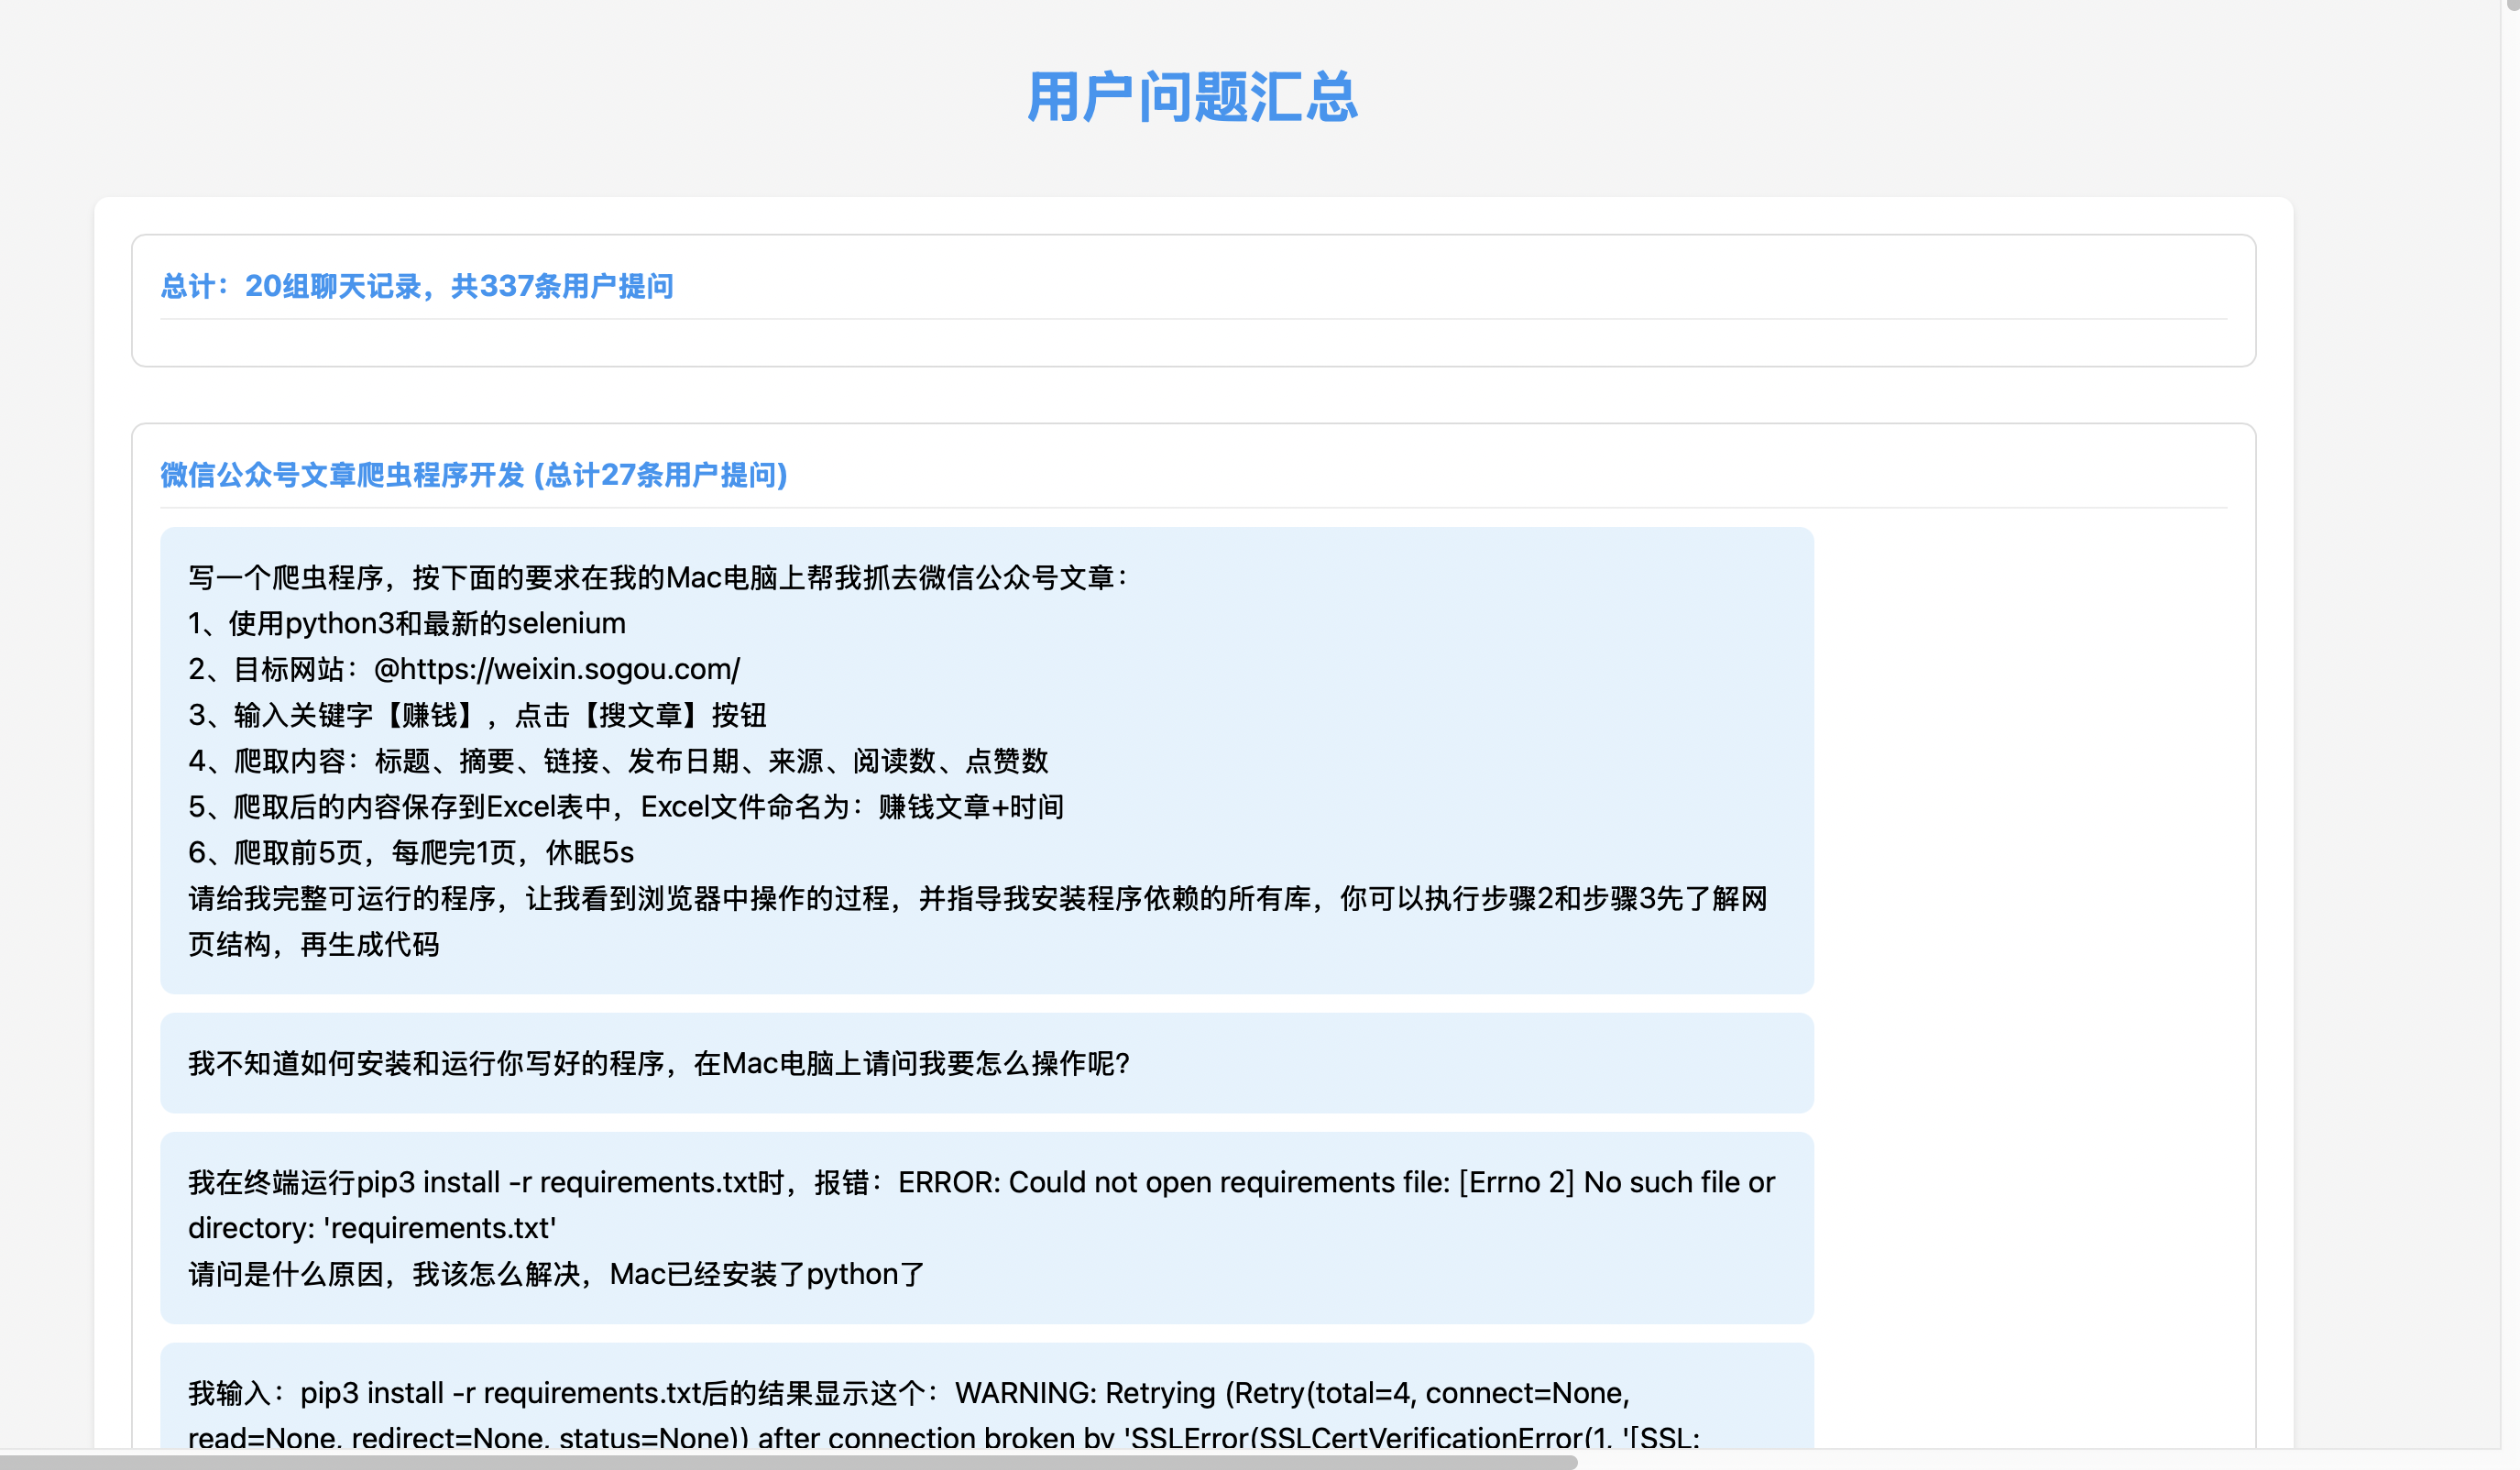 用户问题汇总
总计：20组聊天记录，共337条用户提问
微信公众号文章爬虫程序开发 (总计27条用户提问)
写一个爬虫程序，按下面的要求在我的Mac电脑上帮我抓去微信公众号文章：
1、使用python3和最新的selenium
2、目标网站：@https://weixin.sogou.com/
3、输入关键字【赚钱】，点击【搜文章】按钮
4、爬取内容：标题、摘要、链接、发布日期、来源、阅读数、点赞数
5、爬取后的内容保存到Excel表中，Excel文件命名为：赚钱文章+时间
6、爬取前5页，每爬完1页，休眠5s
请给我完整可运行的程序，让我看到浏览器中操作的过程，并指导我安装程序依赖的所有库，你可以执行步骤2和步骤3先了解网
页结构，再生成代码
我不知道如何安装和运行你写好的程序，在Mac电脑上请问我要怎么操作呢?
我在终端运行pip3 install -r requirements.txt时，报错：ERROR: Could not open requirements file: [Errno 2] No such file or
directory: 'requirements.txt'
请问是什么原因，我该怎么解决，Mac已经安装了python了
我输入：pip3 install -r requirements.txt后的结果显示这个：WARNING: Retrying (Retry(total=4, connect=None,
read=None, redirect=None, status=None)) after connection broken by 'SSLError(SSLCertVerificationError(1, '[SSL: